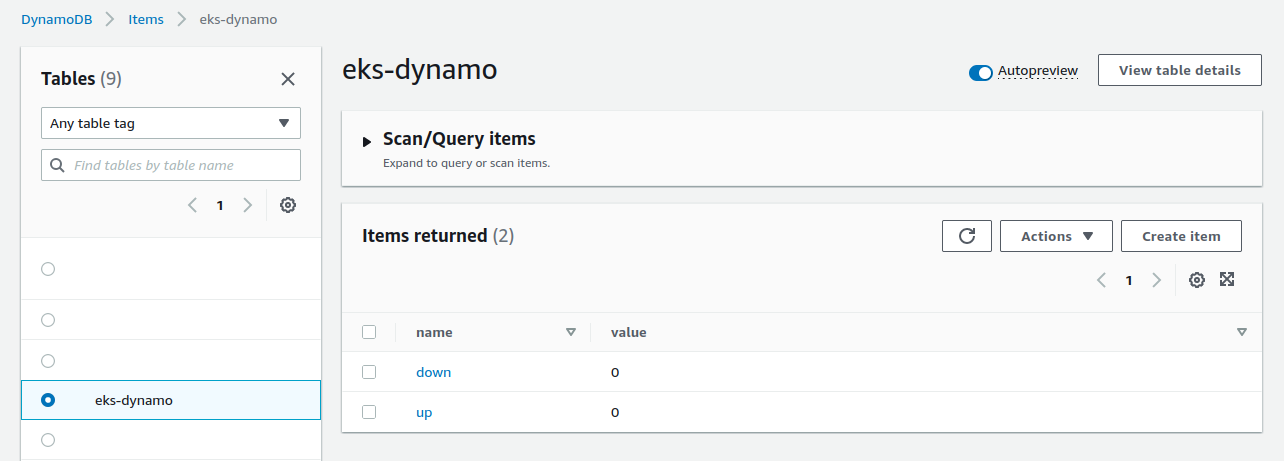 DynamoDB Items eks-dynamo
Tables (9)
Any table tag
Find tables by table name
1
eks-dynamo
eks-dynamo
Autopreview
View table details
Scan/Query items
Expand to query or scan items.
Items returned (2)
Actions
Create item
1
name value
down 0
up 0